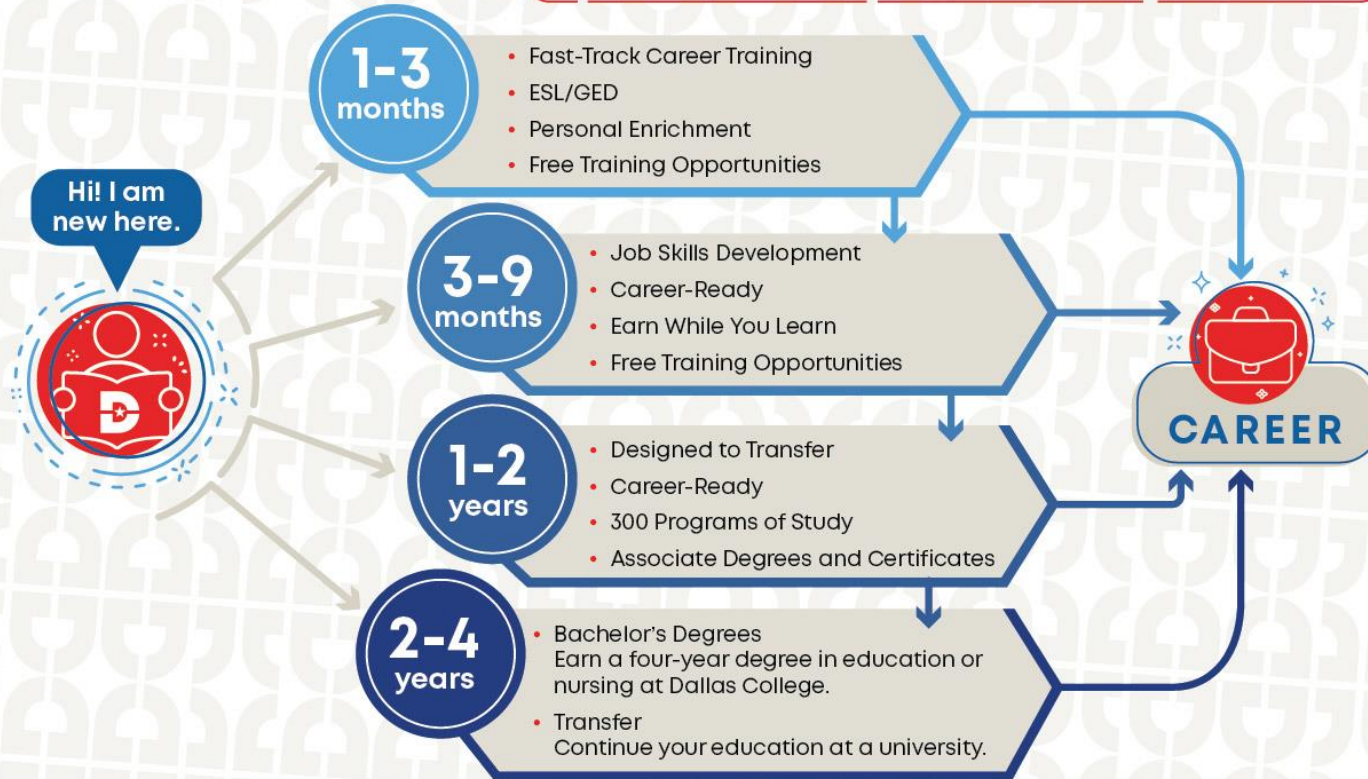 Hi! I am
new here.
D
1-3
months
• Fast-Track Career Training
• ESL/GED
• Personal Enrichment
• Free Training Opportunities
3-9
months
• Job Skills Development
• Career-Ready
• Earn While You Learn
• Free Training Opportunities
1-2
years
• Designed to Transfer
• Career-Ready
• 300 Programs of Study
• Associate Degrees and Certificates
2-4
years
• Bachelor's Degrees
Earn a four-year degree in education or
nursing at Dallas College.
• Transfer
Continue your education at a university.
CAREER